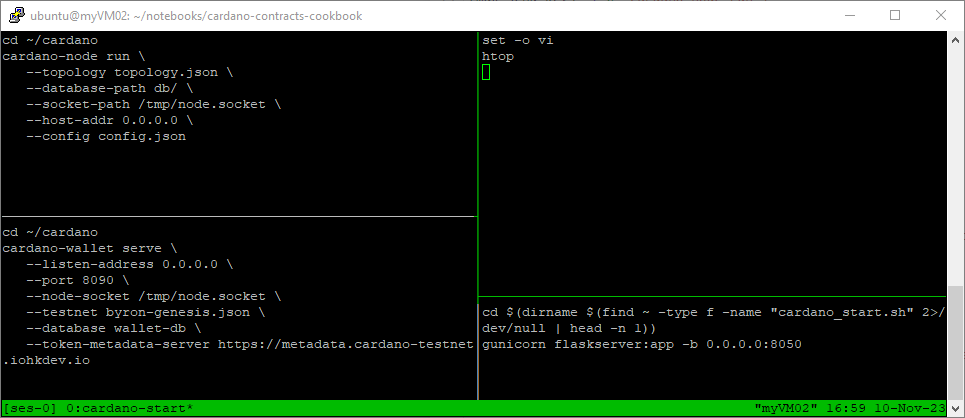 ubuntu@myVM02: ~/notebooks/cardano-contracts-cookbook
cd ~/cardano
cardano-node run \
   --topology topology.json \
   --database-path db/ \
   --socket-path /tmp/node.socket \
   --host-addr 0.0.0.0 \
   --config config.json
cd ~/cardano
cardano-wallet serve \
   --listen-address 0.0.0.0 \
   --port 8090 \
   --node-socket /tmp/node.socket \
   --testnet byron-genesis.json \
   --database wallet-db \
   --token-metadata-server https://metadata.cardano-testnet
.iohkdev.io
set -o vi
htop
cd $(dirname $(find ~ -type f -name "cardano_start.sh" 2>/
dev/null | head -n 1))
gunicorn flaskserver:app -b 0.0.0.0:8050
[ses-0] 0:cardano-start* "myVM02" 16:59 10-Nov-23